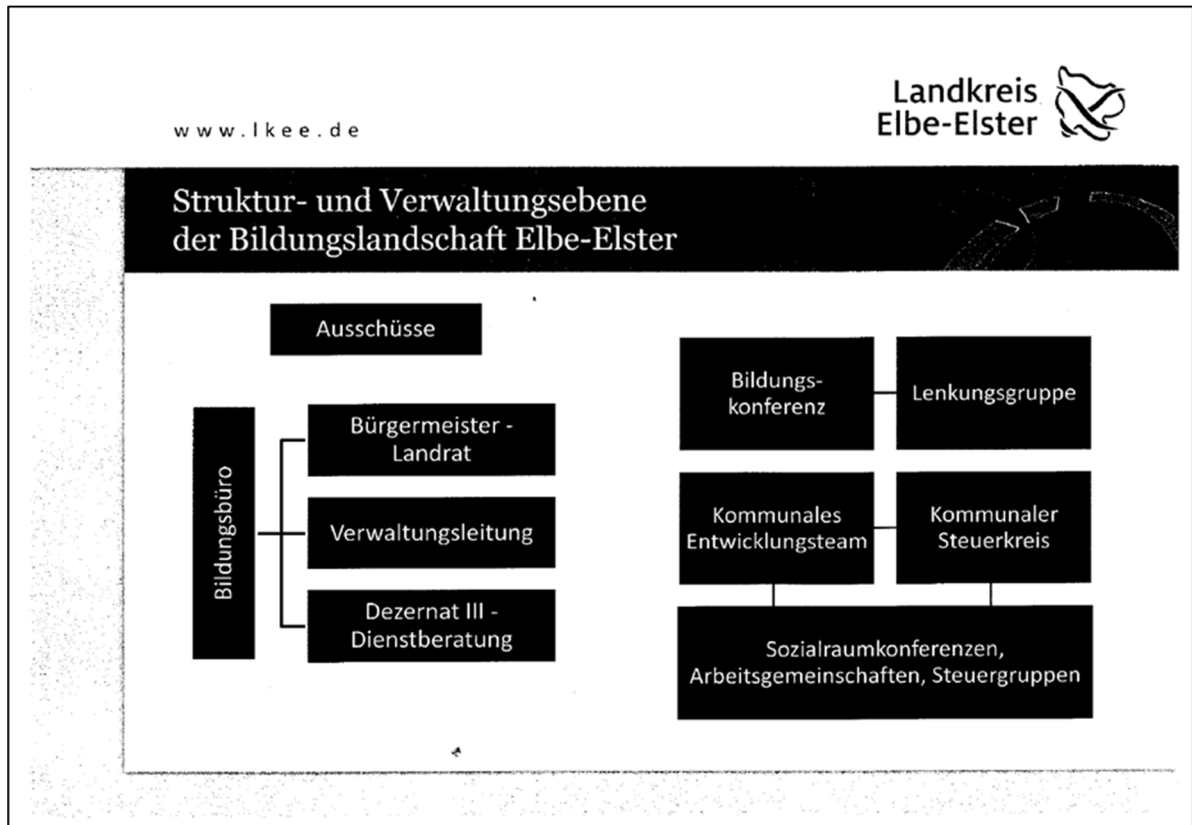 www.lkee.de
Landkreis
Elbe-Elster
Struktur- und Verwaltungsebene
der Bildungslandschaft Elbe-Elster
Ausschüsse
Bildungsbüro
Bürgermeister -
Landrat
Verwaltungsleitung
Dezernat III -
Dienstberatung
Bildungs-
konferenz
Lenkungsgruppe
Kommunales
Entwicklungsteam
Kommunaler
Steuerkreis
Sozialraumkonferenzen,
Arbeitsgemeinschaften, Steuergruppen